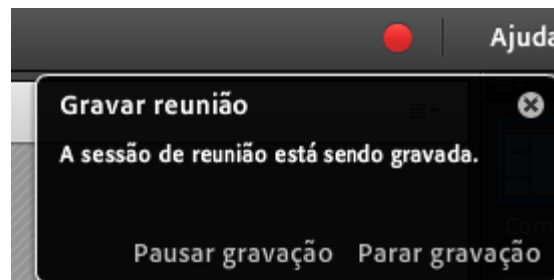 Ajuda
Gravar reunião
A sessão de reunião está sendo gravada.
Pausar gravação Parar gravação